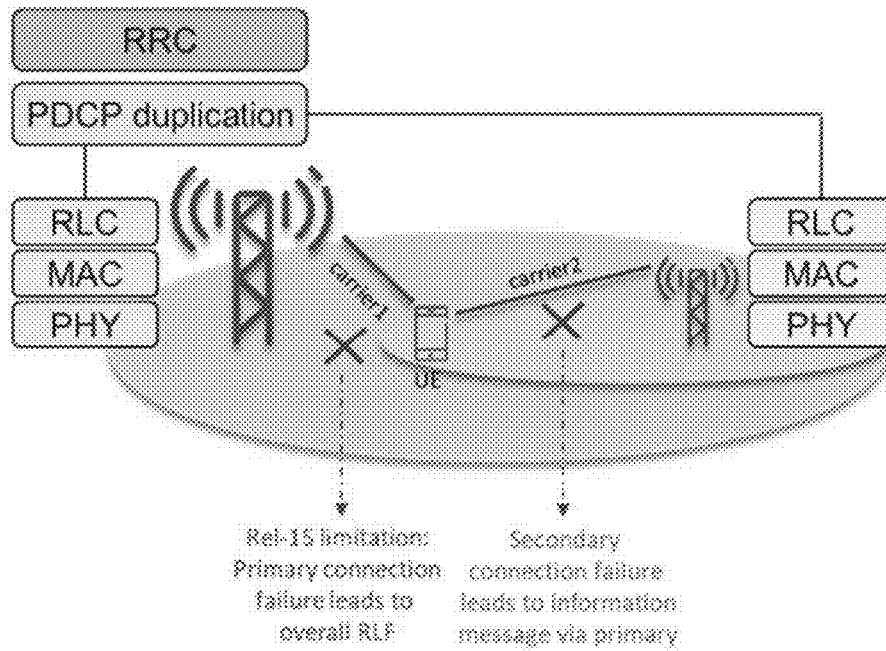 RRC
PDCP duplication
RLC
MAC
PHY
carrier1
UE
carrier2
RLC
MAC
PHY
Rel-15 limitation:
Primary connection
failure leads to
overall RLF
Secondary
connection failure
leads to information
message via primary